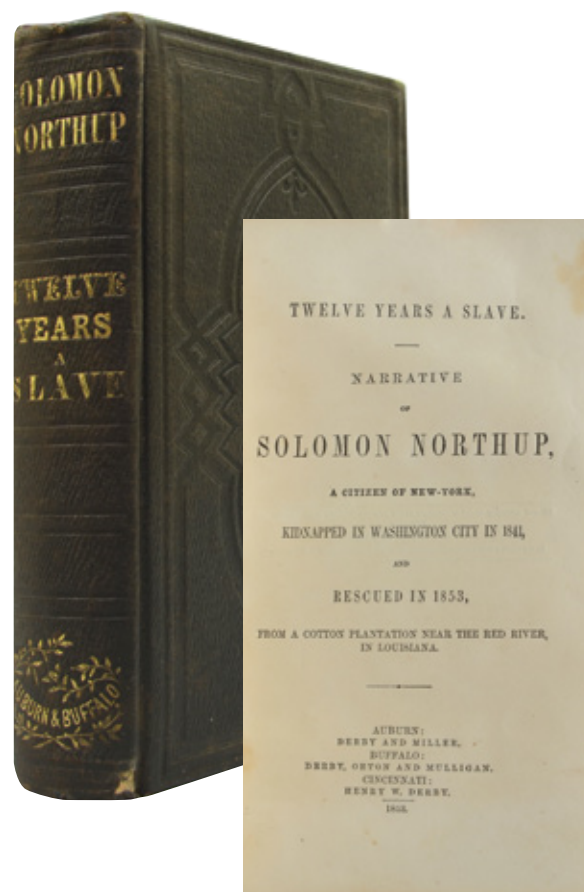 SOLOMON
NORTHUP
TWELVE
YEARS
A
SLAVE
AUBURN & BUFFALO
TWELVE YEARS A SLAVE.
NARRATIVE
OF
SOLOMON NORTHUP,
A CITIZEN OF NEW-YORK,
KIDNAPPED IN WASHINGTON CITY IN 1841,
AND
RESCUED IN 1853,
FROM A COTTON PLANTATION NEAR THE RED RIVER,
IN LOUISIANA.
AUBURN:
DERBY AND MILLER.
BUFFALO:
DERBY, ORTON AND MULLIGAN.
CINCINNATI:
HENRY W. DERBY.
1853.